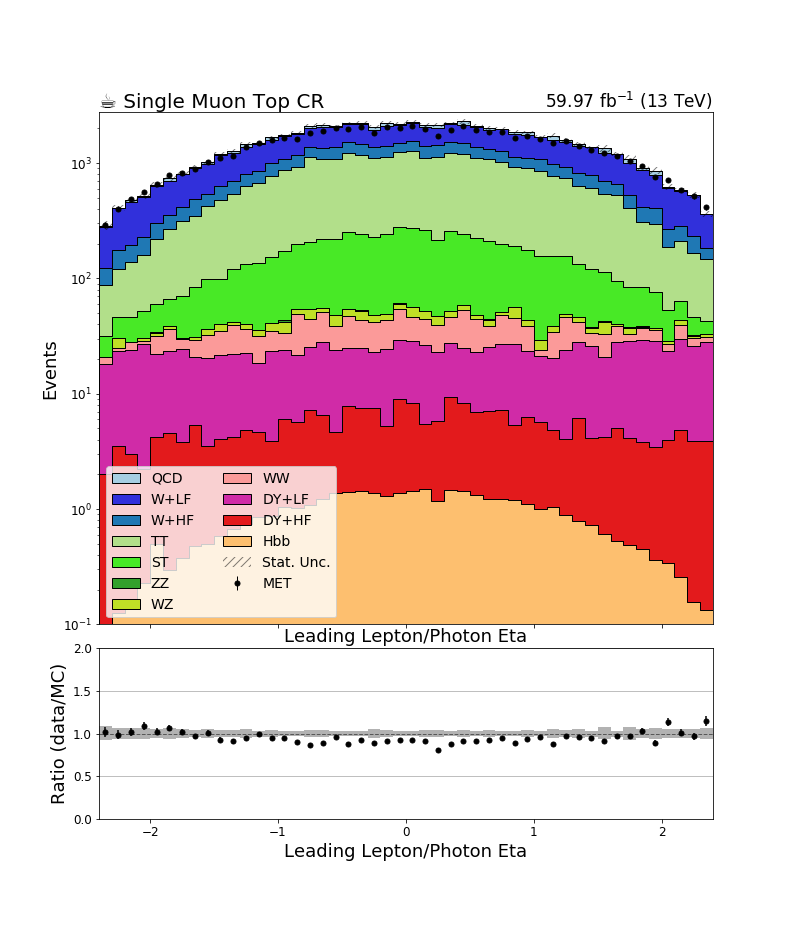 ☕ Single Muon Top CR 59.97 fb⁻¹ (13 TeV)
Events
10³
10²
10¹
10⁰
10⁻¹
QCD WW
W+LF DY+LF
W+HF DY+HF
TT Hbb
ST Stat. Unc.
ZZ MET
WZ
Leading Lepton/Photon Eta
Ratio (data/MC)
2.0
1.5
1.0
0.5
0.0
−2 −1 0 1 2
Leading Lepton/Photon Eta